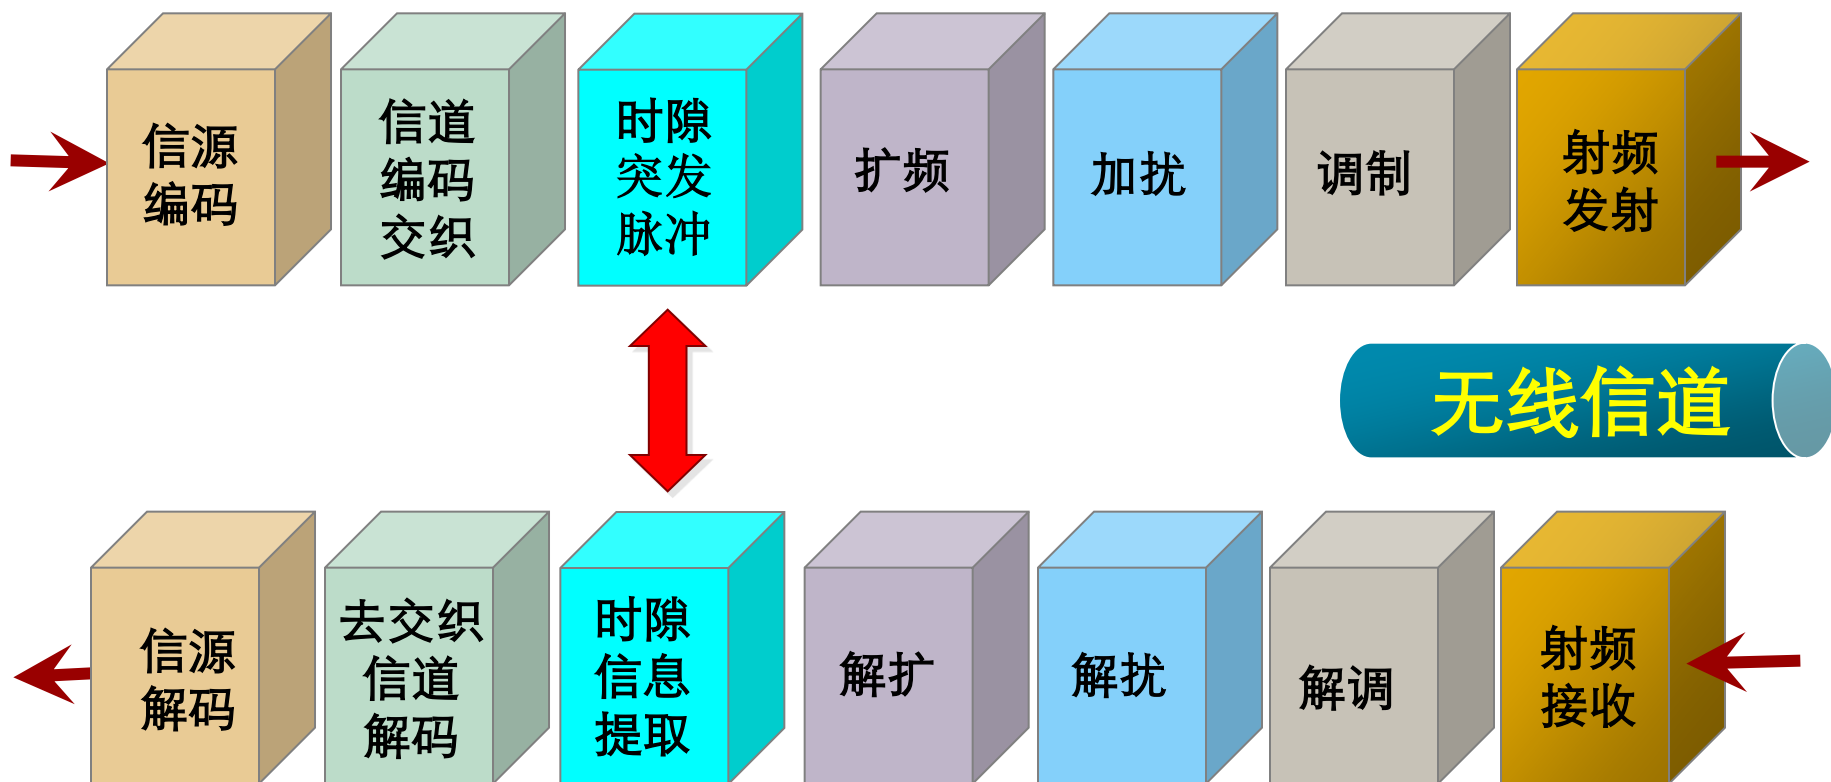 信源
编码
信道
编码
交织
时隙
突发
脉冲
扩频
加扰
调制
射频
发射
无线信道
信源
解码
去交织
信道
解码
时隙
信息
提取
解扩
解扰
解调
射频
接收